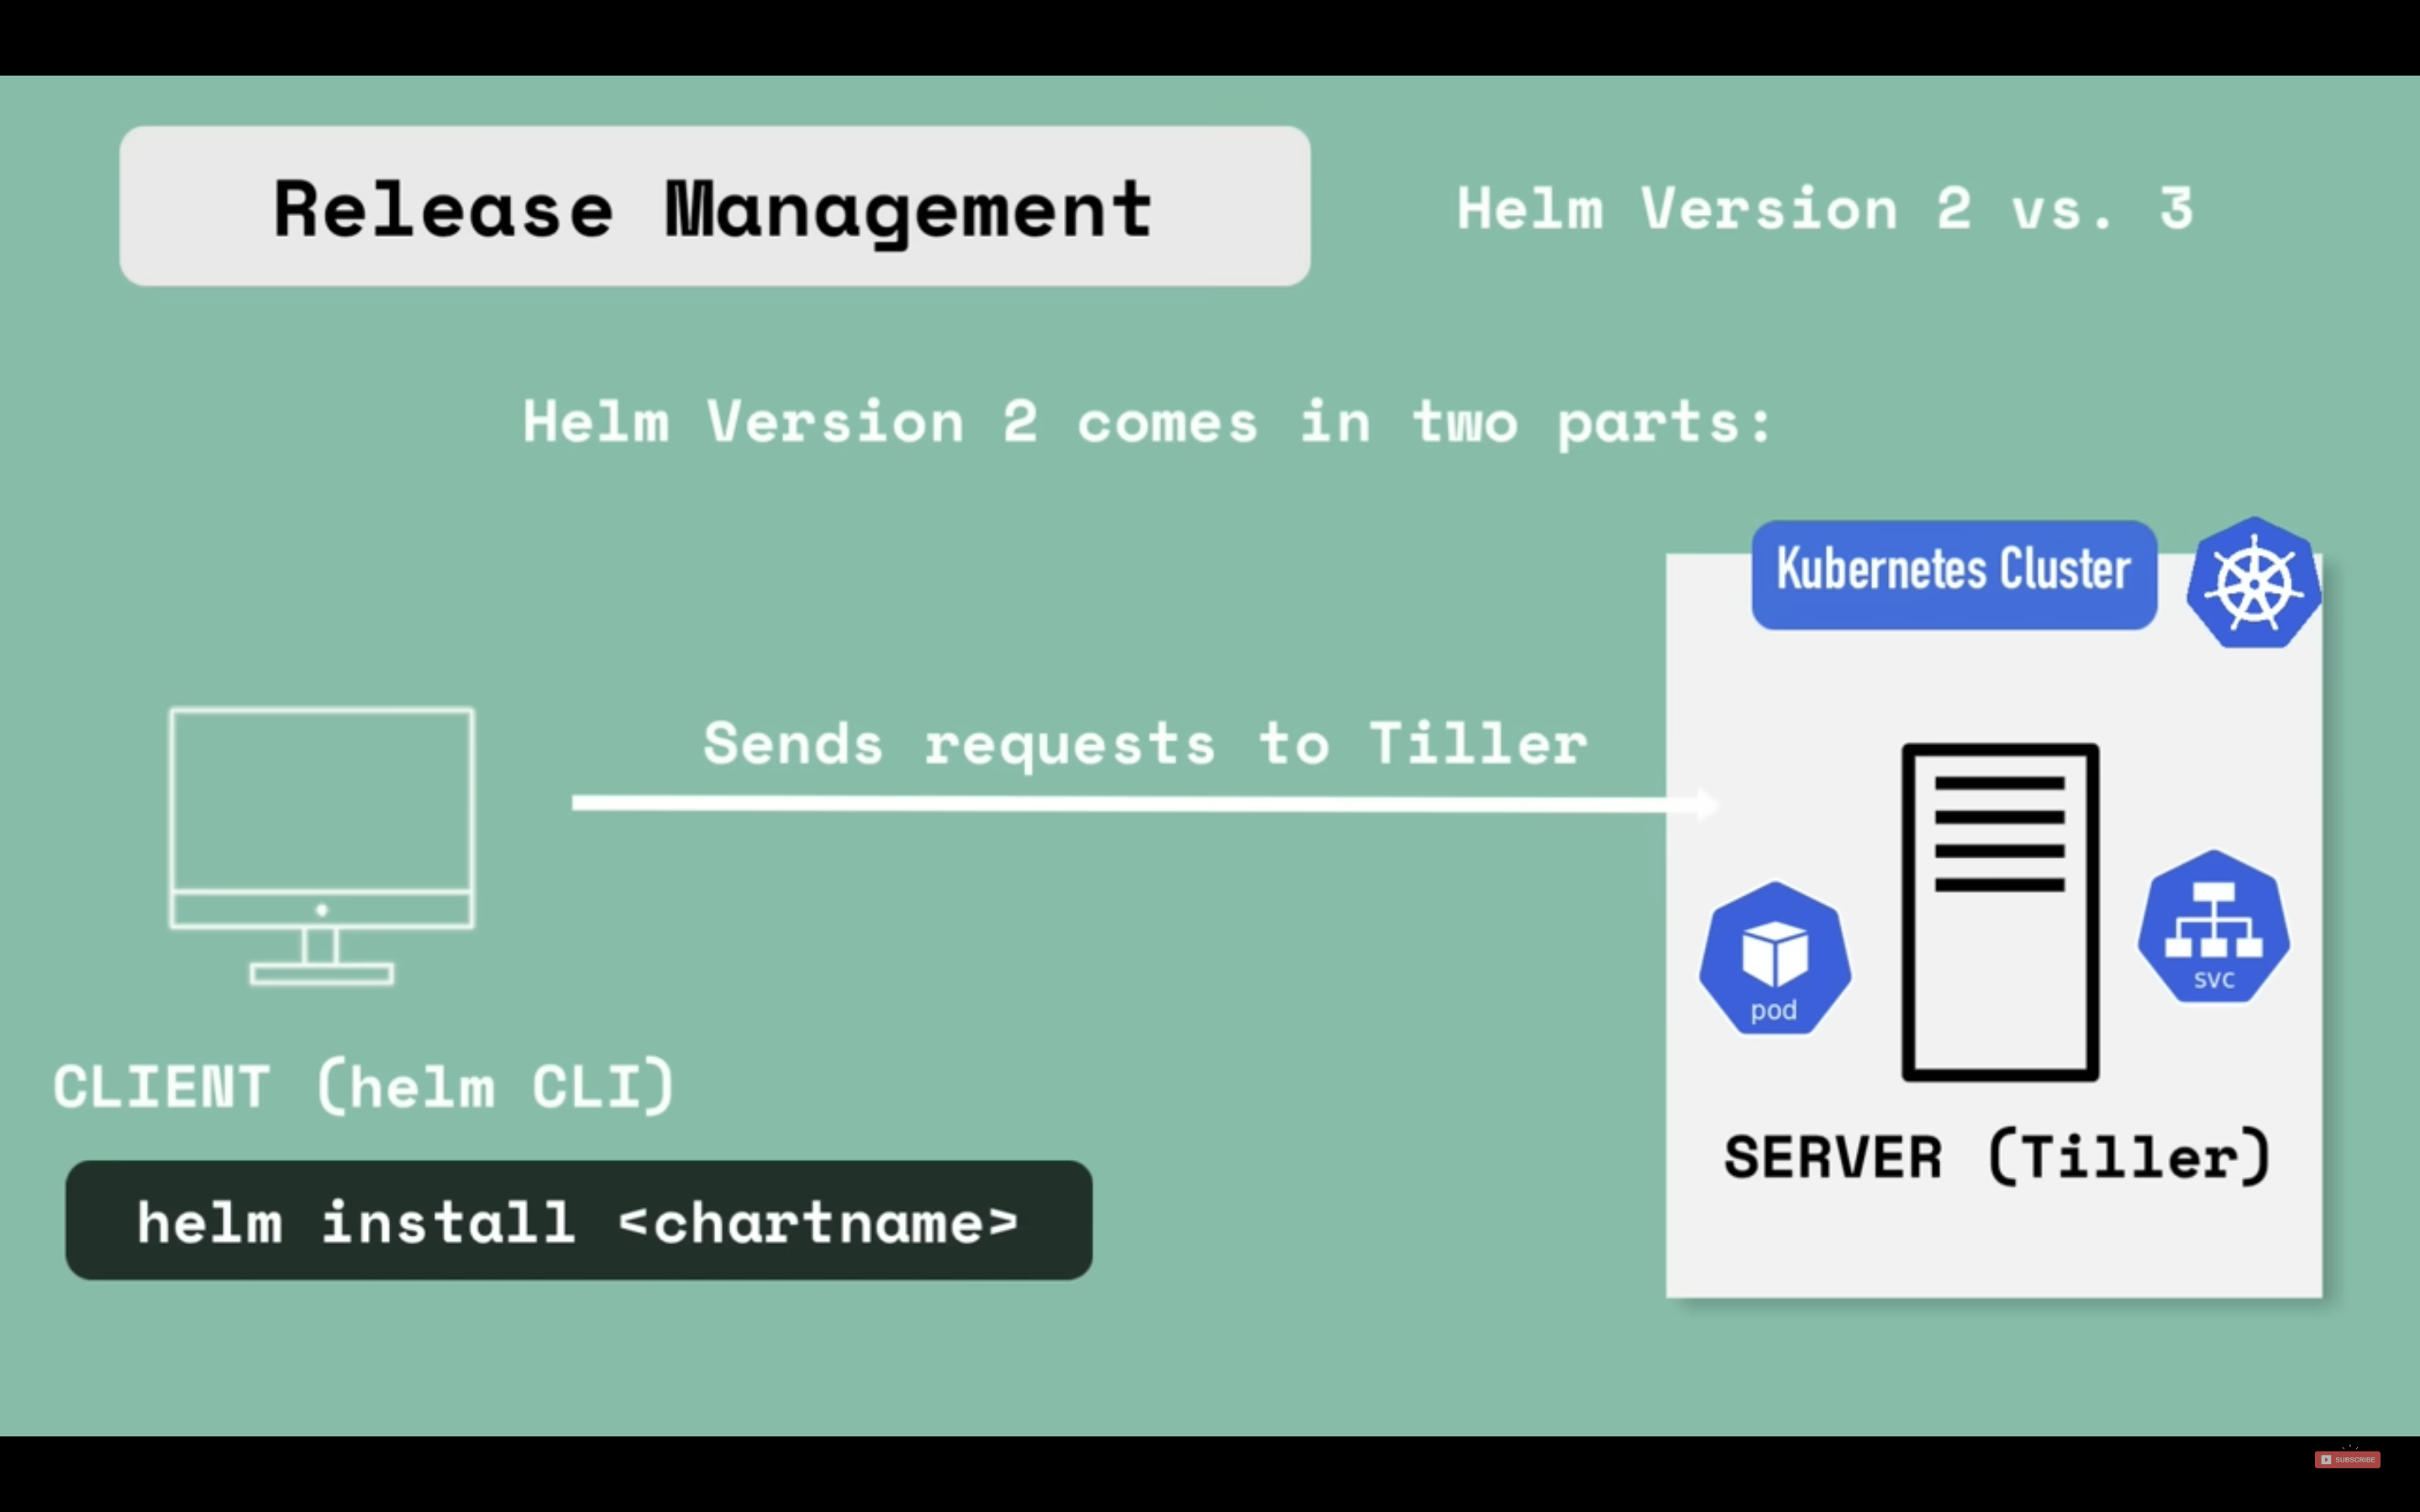 Release Management
Helm Version 2 vs. 3
Helm Version 2 comes in two parts:
Kubernetes Cluster
Sends requests to Tiller
pod
svc
CLIENT (helm CLI)
SERVER (Tiller)
helm install <chartname>
SUBSCRIBE